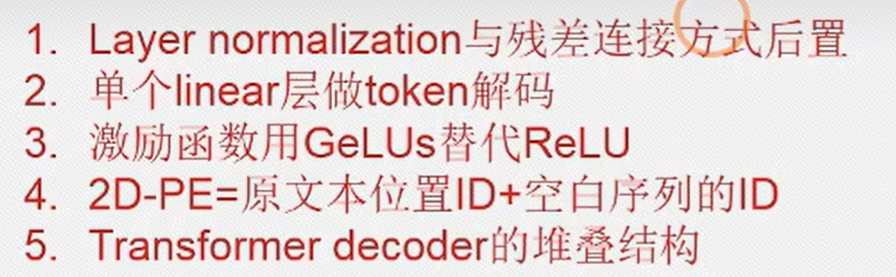 1. Layer normalization与残差连接方式后置
2. 单个linear层做token解码
3. 激励函数用GeLUs替代ReLU
4. 2D-PE=原文本位置ID+空白序列的ID
5. Transformer decoder的堆叠结构